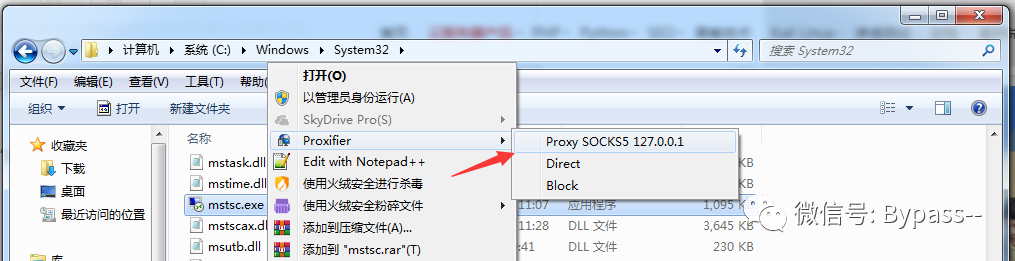 计算机 ▸ 系统 (C:) ▸ Windows ▸ System32 ▸
搜索 System32
文件(F) 编辑(E) 查看(V) 工具(T) 帮助(
组织 打开 新建文件夹
收藏夹
下载
桌面
最近访问的位置
库
名称
mstask.dll
mstime.dll
mstsc.exe
mstscax.dll
msutb.dll
打开(O)
以管理员身份运行(A)
SkyDrive Pro(S)
Proxifier
Edit with Notepad++
使用火绒安全进行杀毒
使用火绒安全粉碎文件
添加到压缩文件(A)...
添加到 "mstsc.rar"(T)
Proxy SOCKS5 127.0.0.1
Direct
Block
KB
KB
11:07 应用程序 1,095 KB
11:28 DLL 文件 3,645 KB
:41 DLL 文件 230 KB
微信号: Bypass--